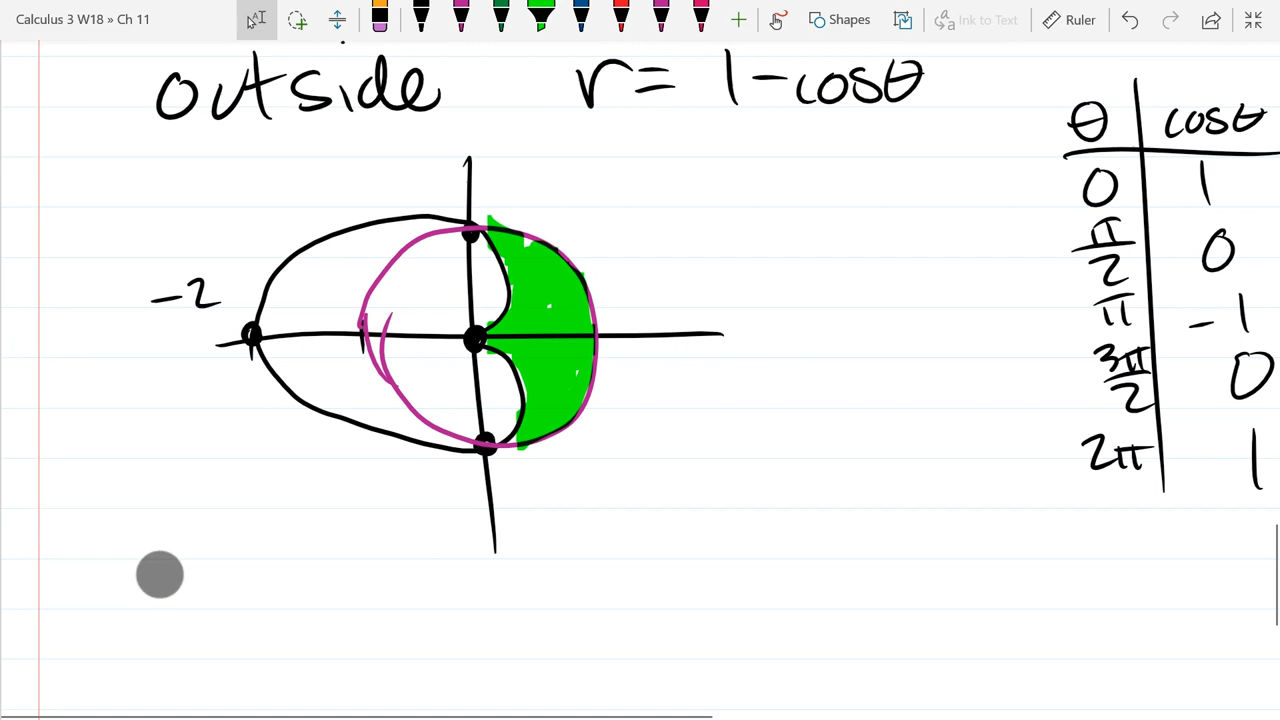 Calculus 3 W18 » Ch 11
Ink to Text
Shapes
Ruler
outside r = 1 - cosθ
θ cosθ
0 1
π/2 0
π -1
3π/2 0
2π 1
-2